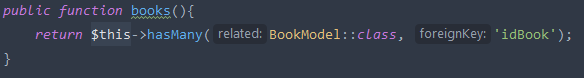 public function books(){
return $this->hasMany( related: BookModel::class, foreignKey: 'idBook');
}